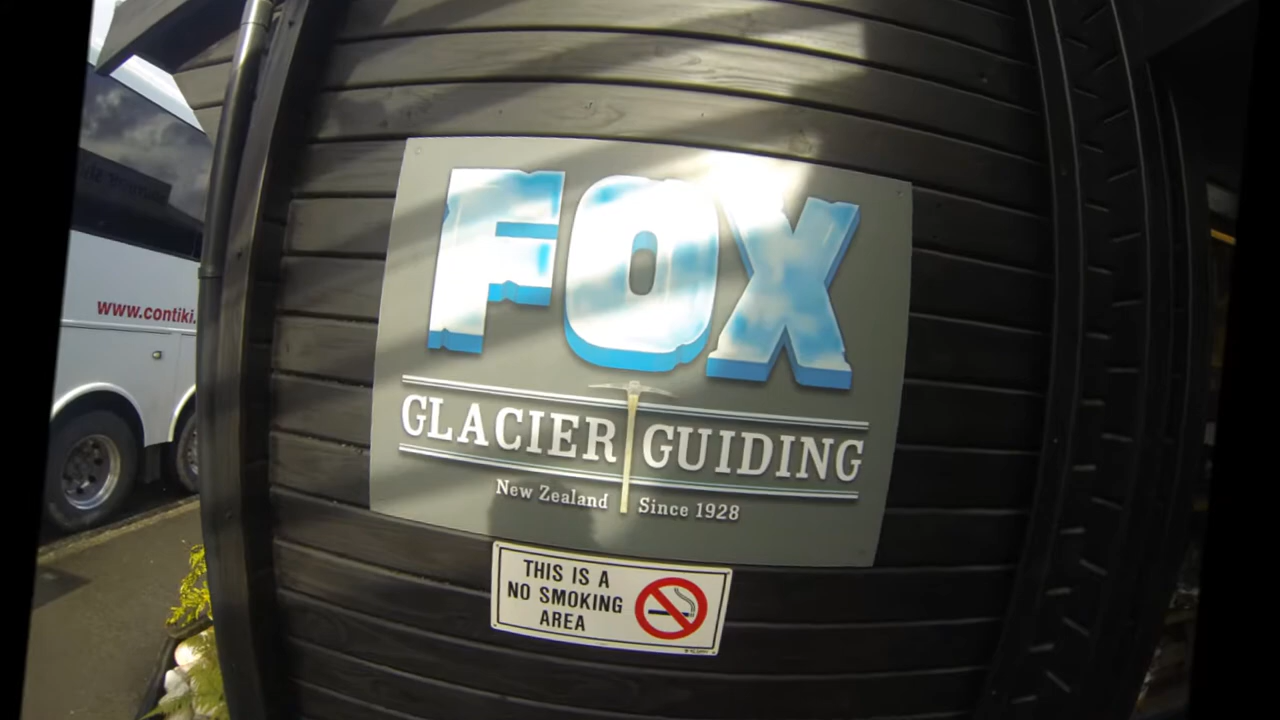 www.contiki.
FOX
GLACIER GUIDING
New Zealand Since 1928
THIS IS A
NO SMOKING
AREA